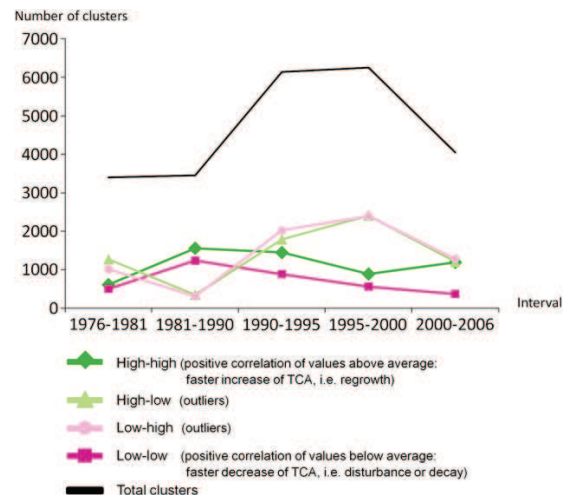 Number of clusters
7000
6000
5000
4000
3000
2000
1000
0
Interval
1976-1981 1981-1990 1990-1995 1995-2000 2000-2006
High-high (positive correlation of values above average:
faster increase of TCA, i.e. regrowth)
High-low (outliers)
Low-high (outliers)
Low-low (positive correlation of values below average:
faster decrease of TCA, i.e. disturbance or decay)
Total clusters